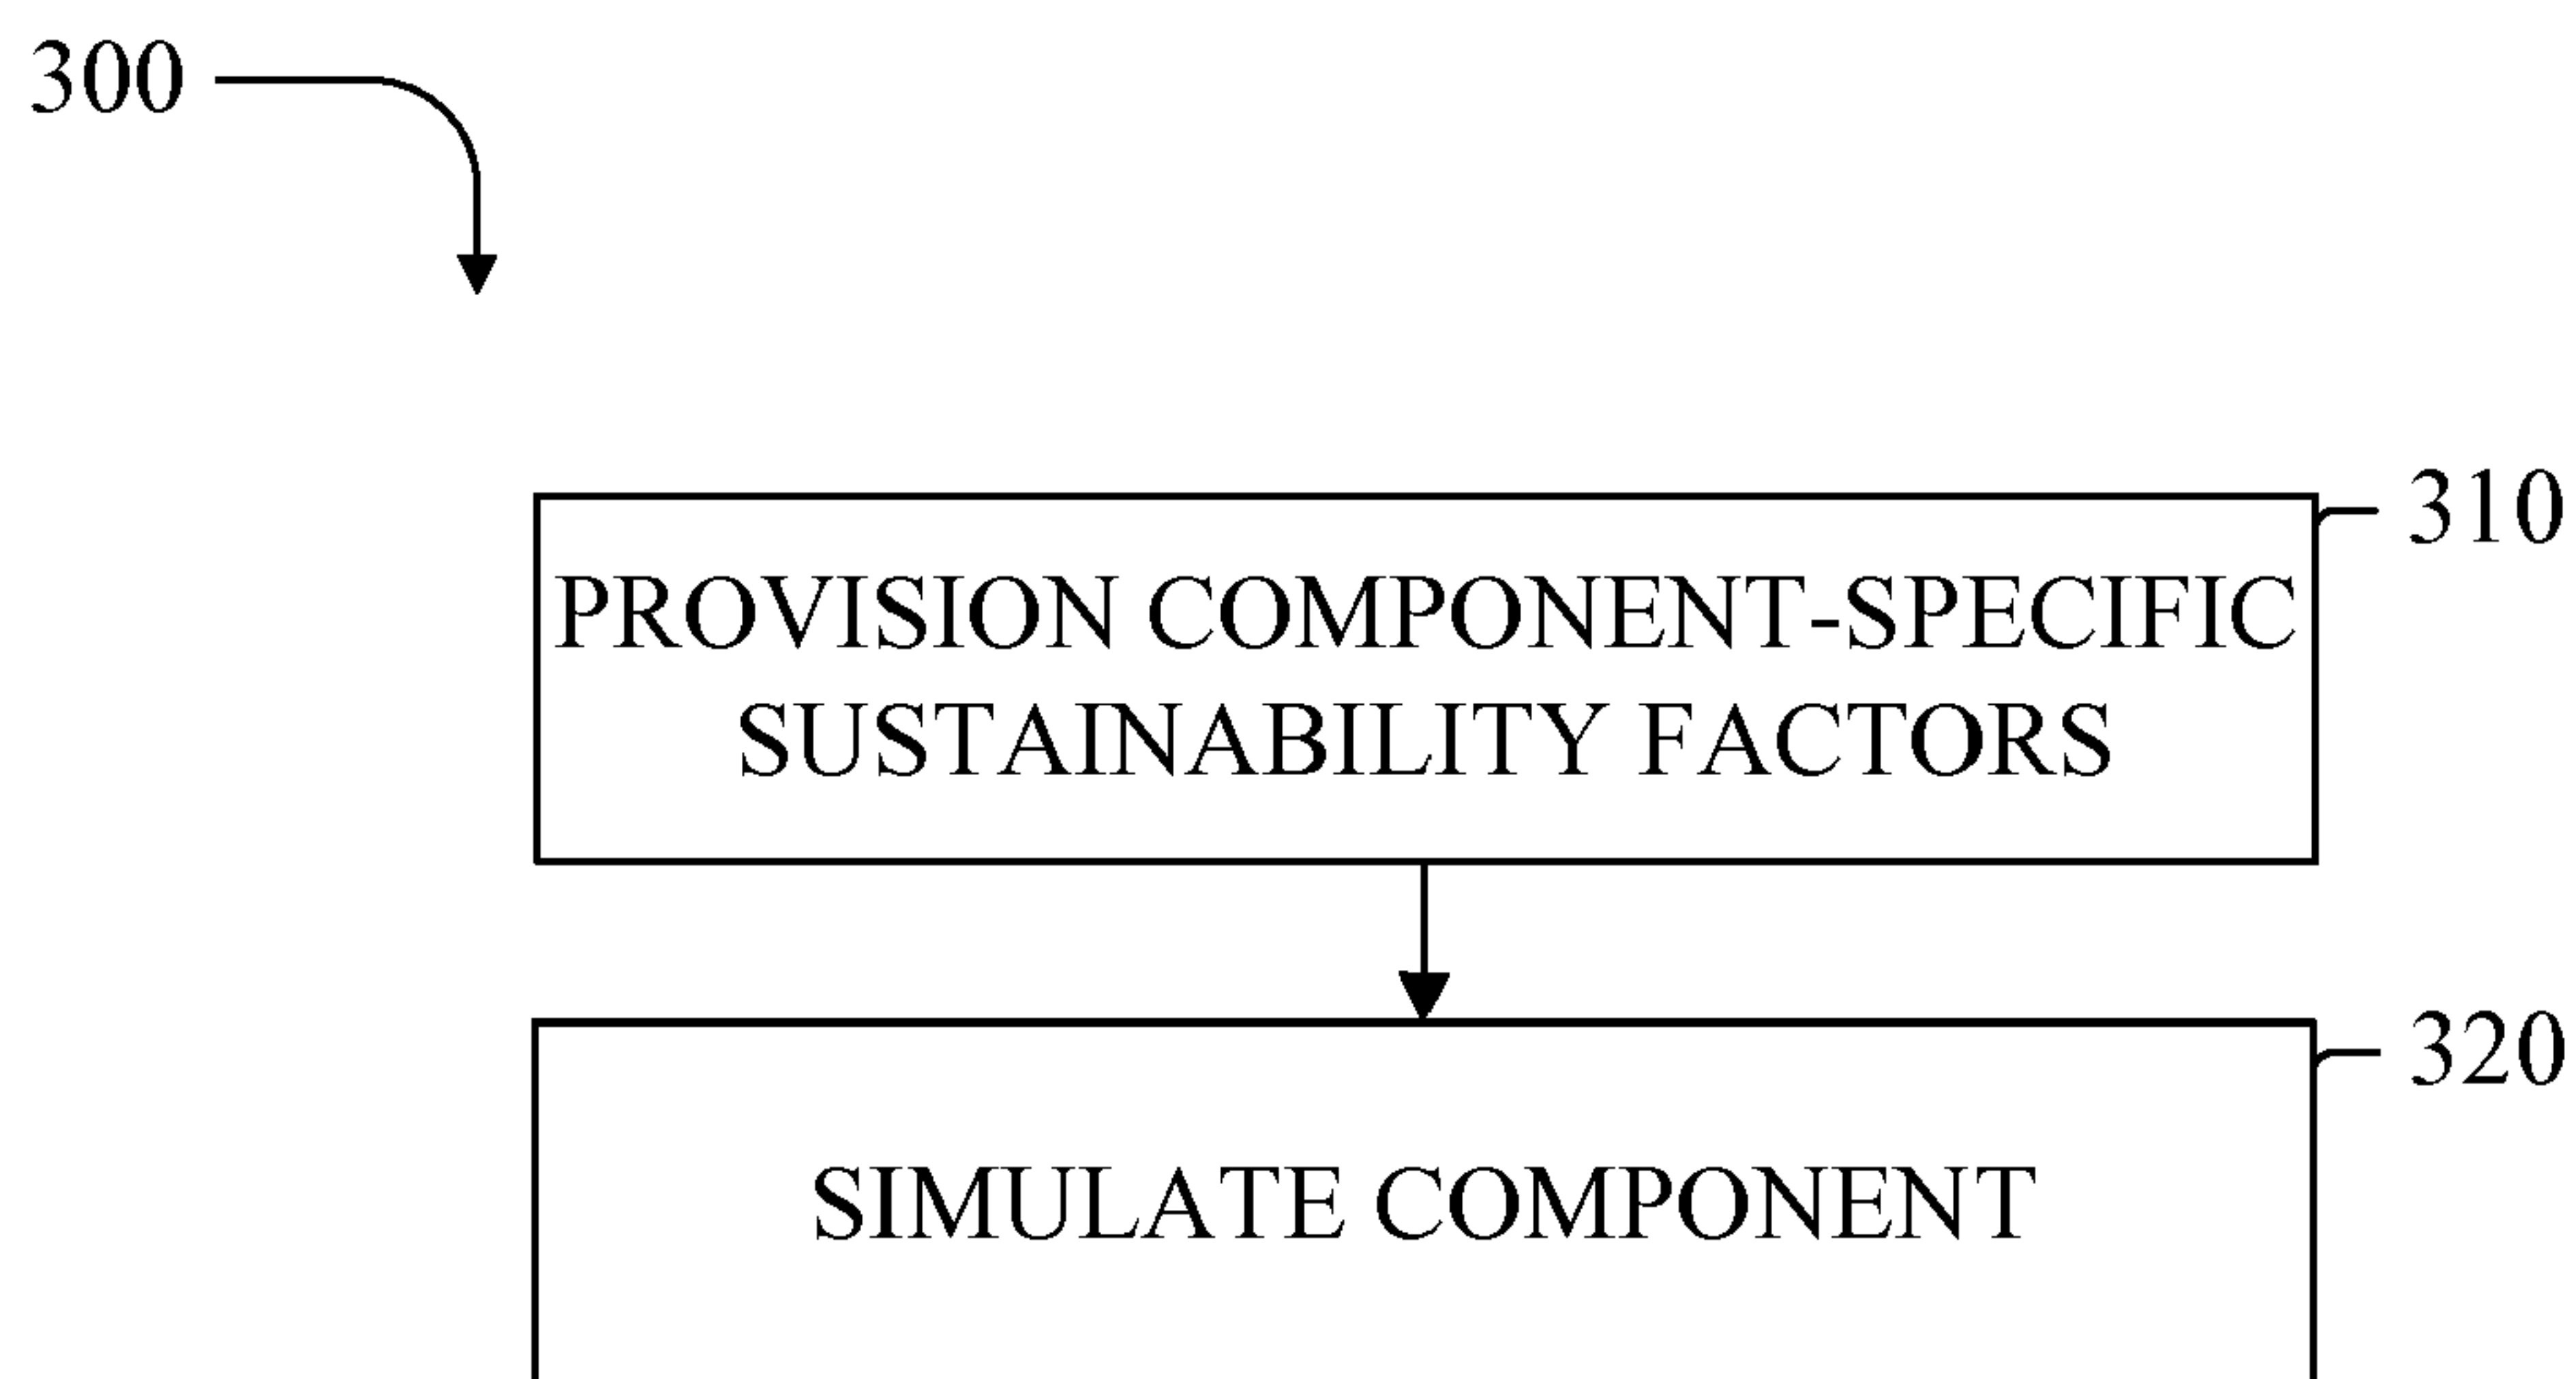 300
310
PROVISION COMPONENT-SPECIFIC
SUSTAINABILITY FACTORS
320
SIMULATE COMPONENT